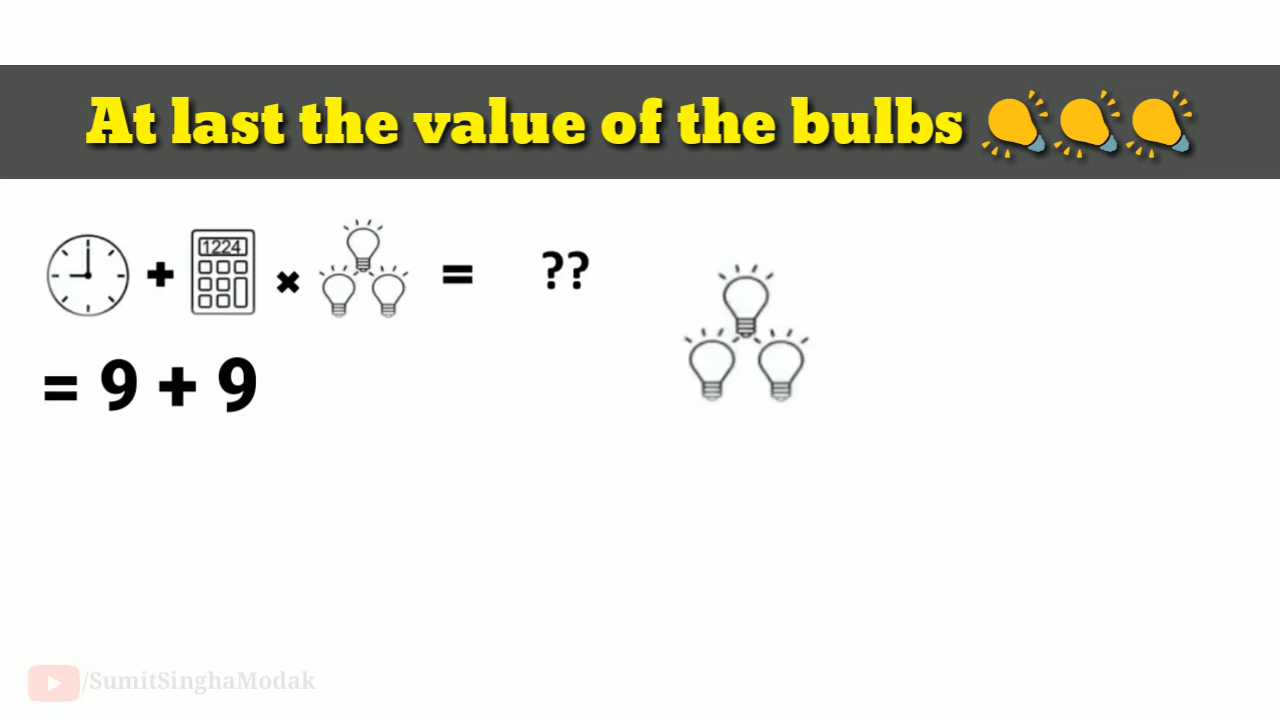 At last the value of the bulbs
1224
+ × = ??
= 9 + 9
/SumitSinghaModak